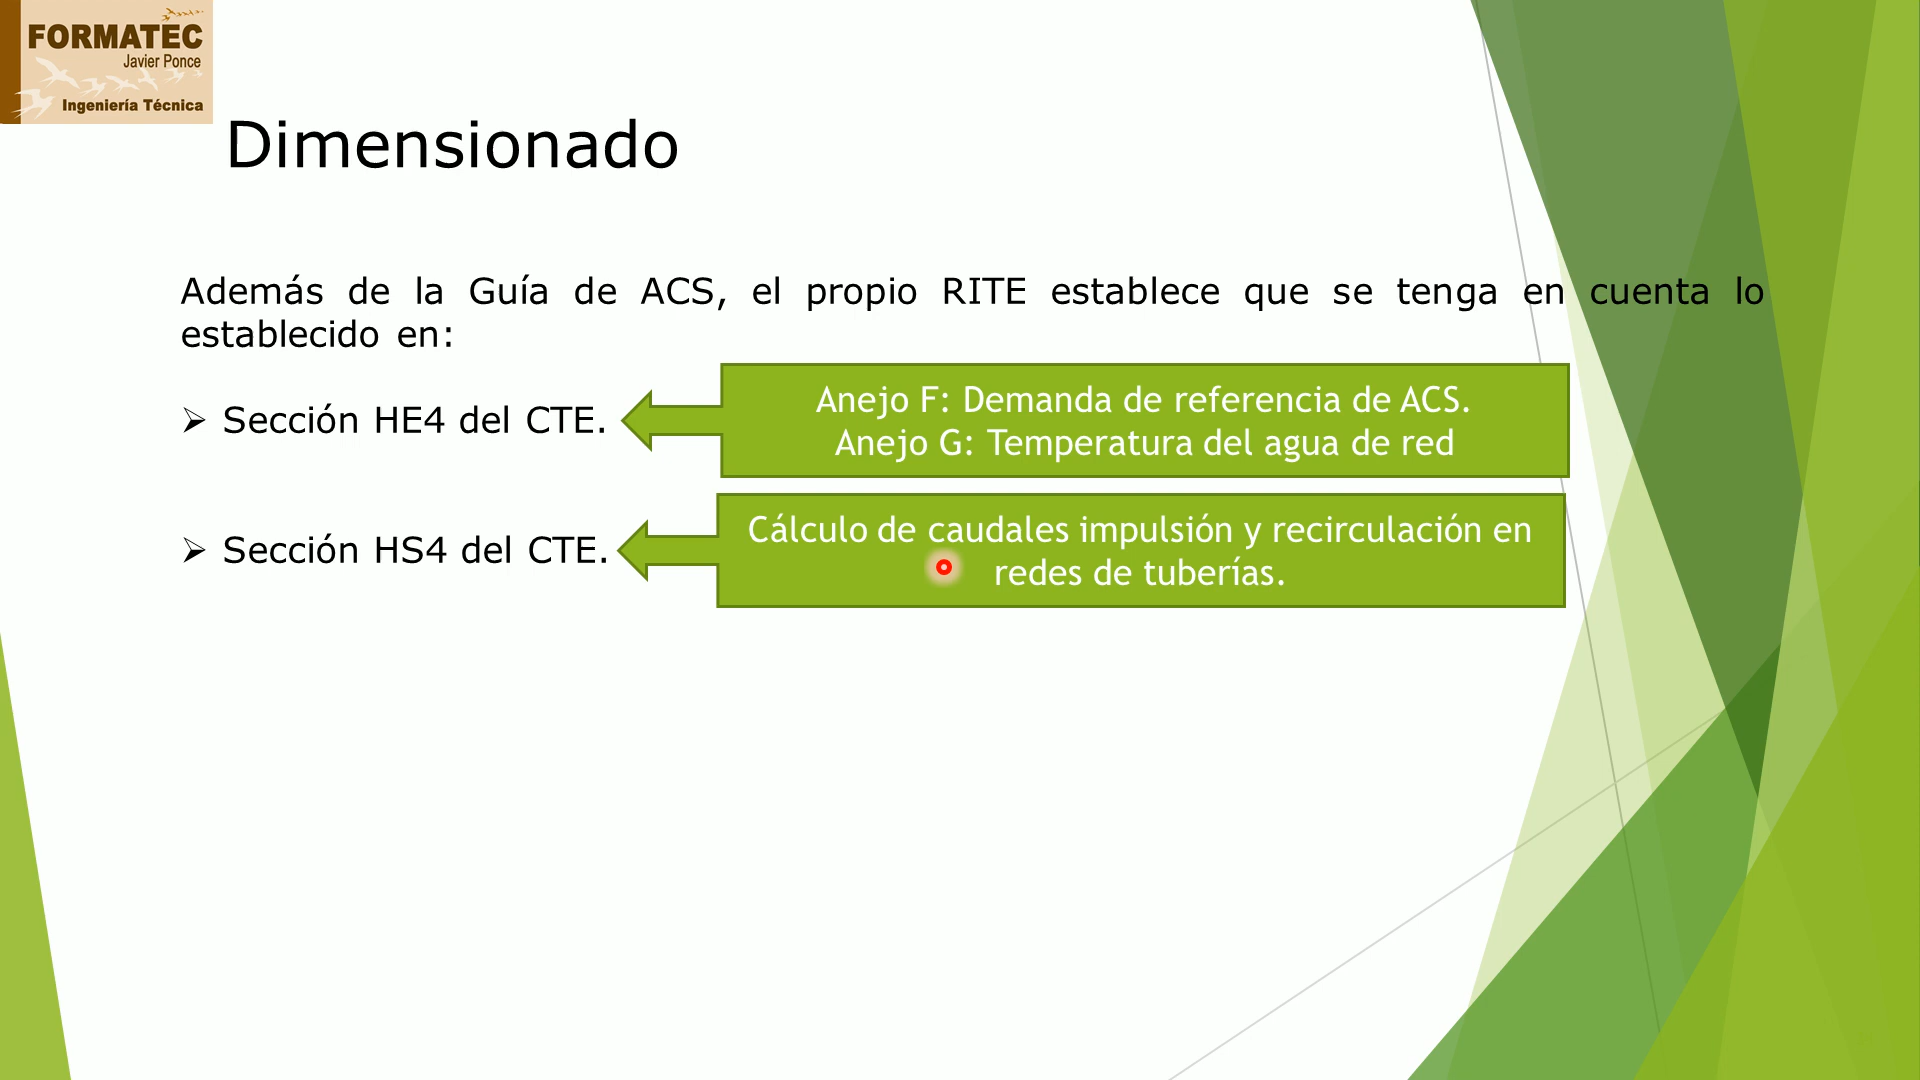 FORMATEC
Javier Ponce
Ingeniería Técnica
Dimensionado
Además de la Guía de ACS, el propio RITE establece que se tenga en cuenta lo
establecido en:
Sección HE4 del CTE.
Anejo F: Demanda de referencia de ACS.
Anejo G: Temperatura del agua de red
Sección HS4 del CTE.
Cálculo de caudales impulsión y recirculación en
redes de tuberías.